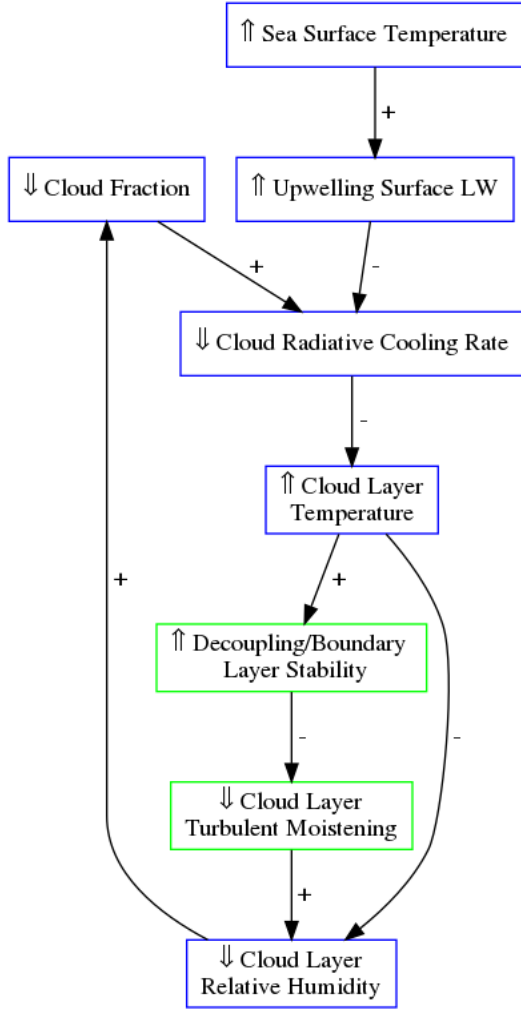 ⇑ Sea Surface Temperature
+
⇓ Cloud Fraction
⇑ Upwelling Surface LW
+
-
⇓ Cloud Radiative Cooling Rate
-
⇑ Cloud Layer
Temperature
+
+
⇑ Decoupling/Boundary
Layer Stability
-
-
⇓ Cloud Layer
Turbulent Moistening
+
⇓ Cloud Layer
Relative Humidity